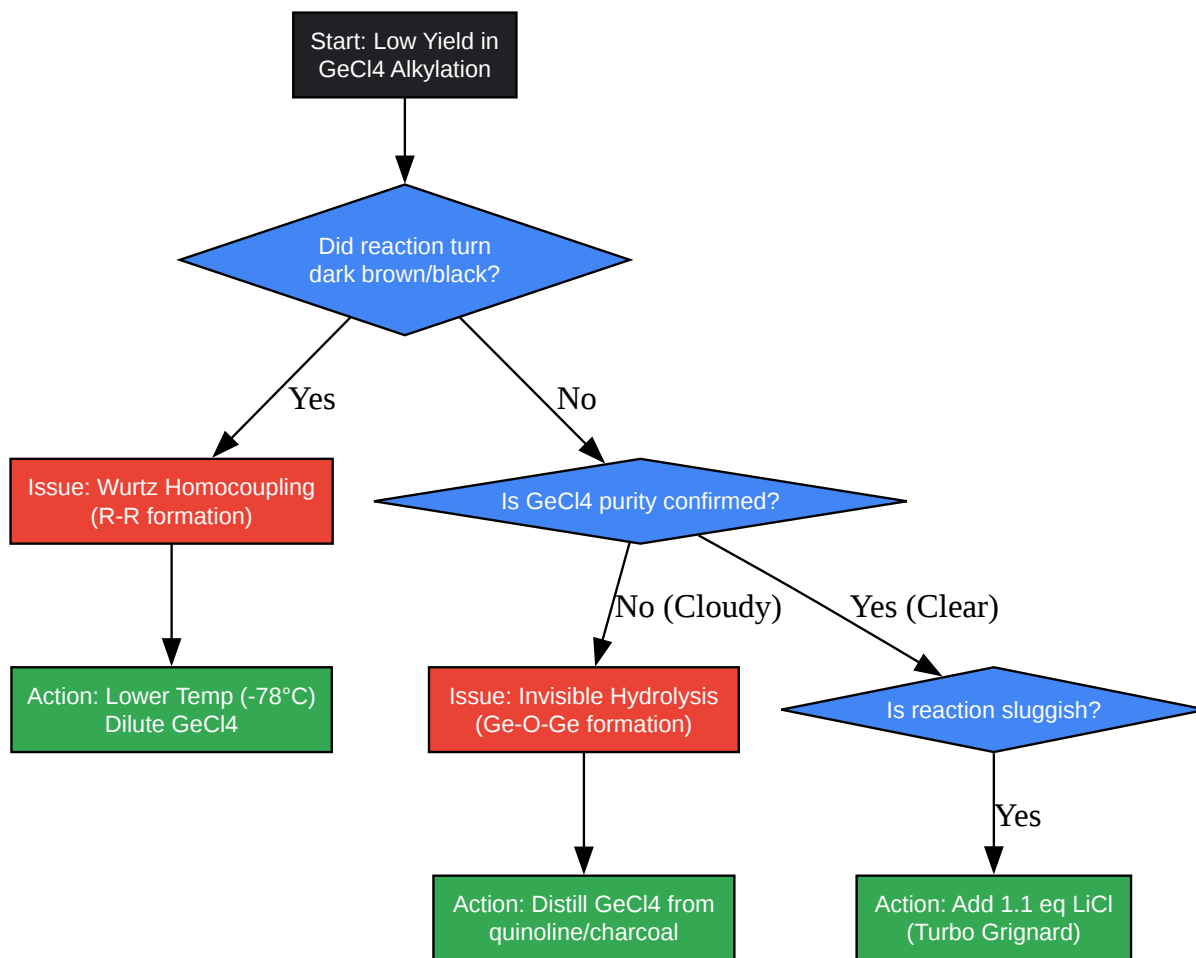 Start: Low Yield in
GeCl4 Alkylation
Did reaction turn
dark brown/black?
Yes
No
Issue: Wurtz Homocoupling
(R-R formation)
Is GeCl4 purity confirmed?
No (Cloudy)
Yes (Clear)
Action: Lower Temp (-78°C)
Dilute GeCl4
Issue: Invisible Hydrolysis
(Ge-O-Ge formation)
Is reaction sluggish?
Yes
Action: Distill GeCl4 from
quinoline/charcoal
Action: Add 1.1 eq LiCl
(Turbo Grignard)